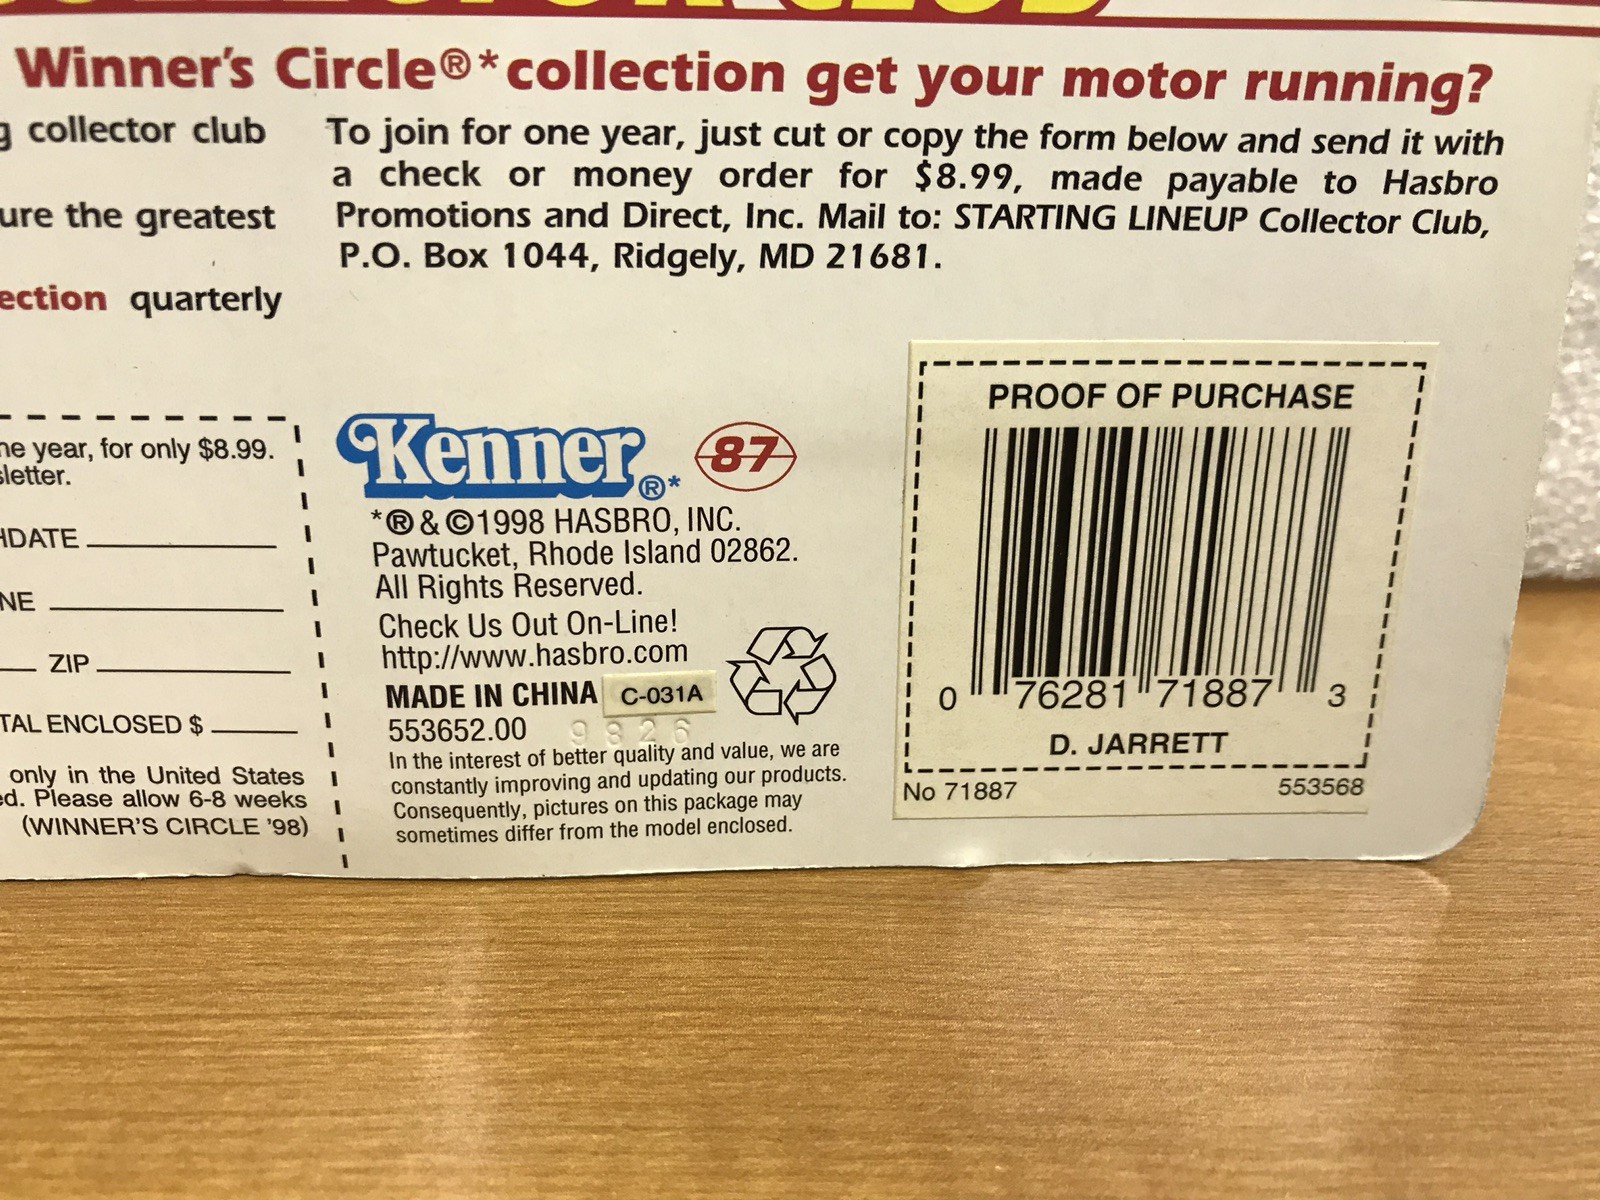 Winner's Circle®* collection get your motor running?
collector club
ure the greatest
ection quarterly
To join for one year, just cut or copy the form below and send it with
a check or money order for $8.99, made payable to Hasbro
Promotions and Direct, Inc. Mail to: STARTING LINEUP Collector Club,
P.O. Box 1044, Ridgely, MD 21681.
ne year, for only $8.99.
sletter.
HDATE
NE
ZIP
TAL ENCLOSED $
only in the United States
ed. Please allow 6-8 weeks
(WINNER'S CIRCLE '98)
Kenner®*
87
*® & ©1998 HASBRO, INC.
Pawtucket, Rhode Island 02862.
All Rights Reserved.
Check Us Out On-Line!
http://www.hasbro.com
MADE IN CHINA C-031A
553652.00
In the interest of better quality and value, we are
constantly improving and updating our products.
Consequently, pictures on this package may
sometimes differ from the model enclosed.
PROOF OF PURCHASE
0 76281 71887 3
D. JARRETT
No 71887 553568